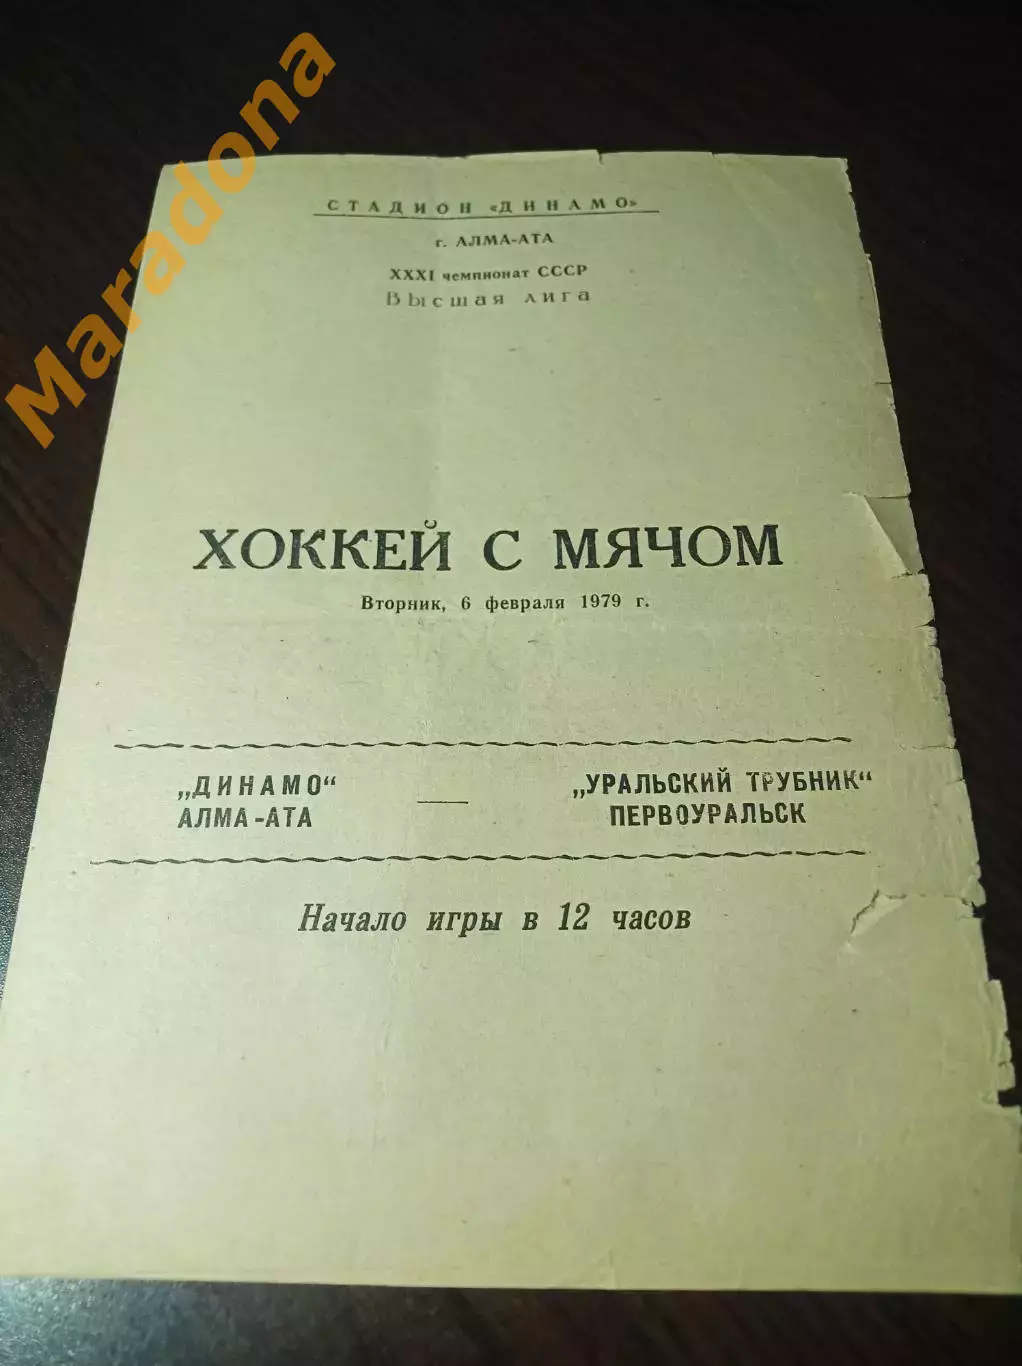 Maradona
СТАДИОН «ДИНАМО»
г. АЛМА-АТА
XXXI чемпионат СССР
Высшая лига
ХОККЕЙ С МЯЧОМ
Вторник, 6 февраля 1979 г.
„ДИНАМО“ — „УРАЛЬСКИЙ ТРУБНИК“
АЛМА-АТА ПЕРВОУРАЛЬСК
Начало игры в 12 часов